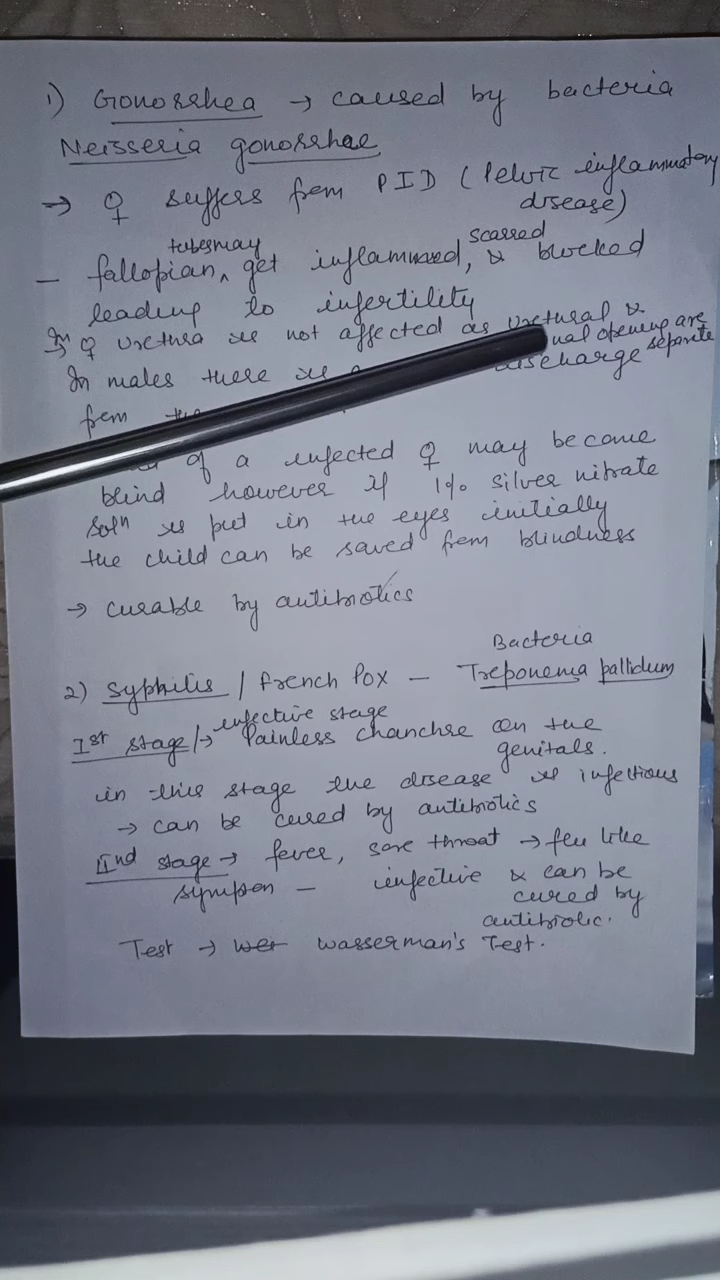 1) Gonorrhea → caused by bacteria
Neisseria gonorrhae
→ ♀ suffers from PID (Pelvic inflammatory disease)
– fallopian tubes may get inflammed, scarred & blocked
leading to infertility
→ In ♀ urethra is not affected as uretural & opening are separate
In males there is discharge
from
of a infected ♀ may become
blind however if 1% silver nitrate
solⁿ is put in the eyes initially
the child can be saved from blindness
→ curable by antibiotics
2) Syphilis / French Pox – Bacteria Treponema pallidum
Ist stage / → infective stage
Painless chanchre on the genitals.
in this stage the disease is infectious
→ can be cured by antibiotics
IInd stage → fever, sore throat → flu like
sympson – infective & can be
cured by
antibiotic.
Test → wer wasserman's Test.